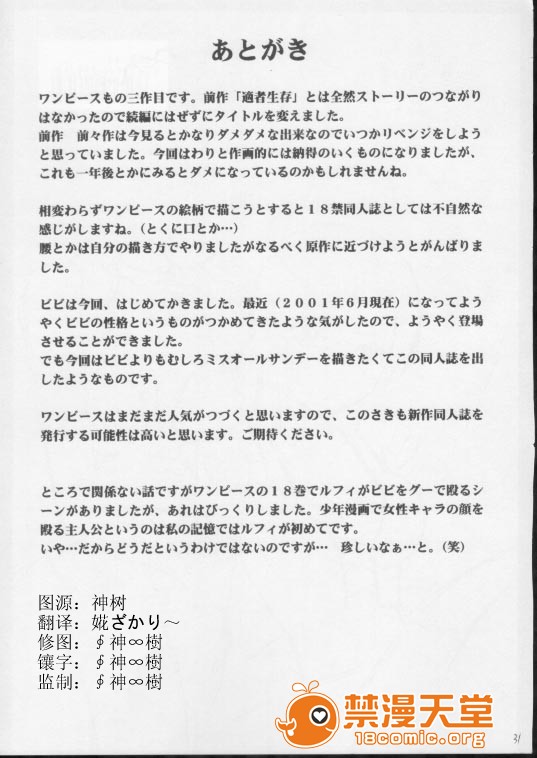 あとがき
ワンピースもの三作目です。前作「適者生存」とは全然ストーリーのつながり
はなかったので続編にはぜずにタイトルを変えました。
前作　前々作は今見るとかなりダメダメな出来なのでいつかリベンジをしよう
と思っていました。今回はわりと作画的には納得のいくものになりましたが、
これも一年後とかにみるとダメになっているのかもしれませんね。
相変わらずワンピースの絵柄で描こうとすると１８禁同人誌としては不自然な
感じがしますね。（とくに口とか…）
腰とかは自分の描き方でやりましたがなるべく原作に近づけようとがんばりま
した。
ビビは今回、はじめてかきました。最近（２００１年６月現在）になってよう
やくビビの性格というものがつかめてきたような気がしたので、ようやく登場
させることができました。
でも今回はビビよりもむしろミスオールサンデーを描きたくてこの同人誌を出
したようなものです。
ワンピースはまだまだ人気がつづくと思いますので、このさきも新作同人誌を
発行する可能性は高いと思います。ご期待ください。
ところで関係ない話ですがワンピースの１８巻でルフィがビビをグーで殴るシ
ーンがありましたが、あれはびっくりしました。少年漫画で女性キャラの顔を
殴る主人公というのは私の記憶ではルフィが初めてです。
いや…だからどうだというわけではないのですが…　珍しいなぁ…と。（笑）
图源：神树
翻译：婲ざかり～
修图：∮神∞樹
镶字：∮神∞樹
监制：∮神∞樹
禁漫天堂
18comic.org
31